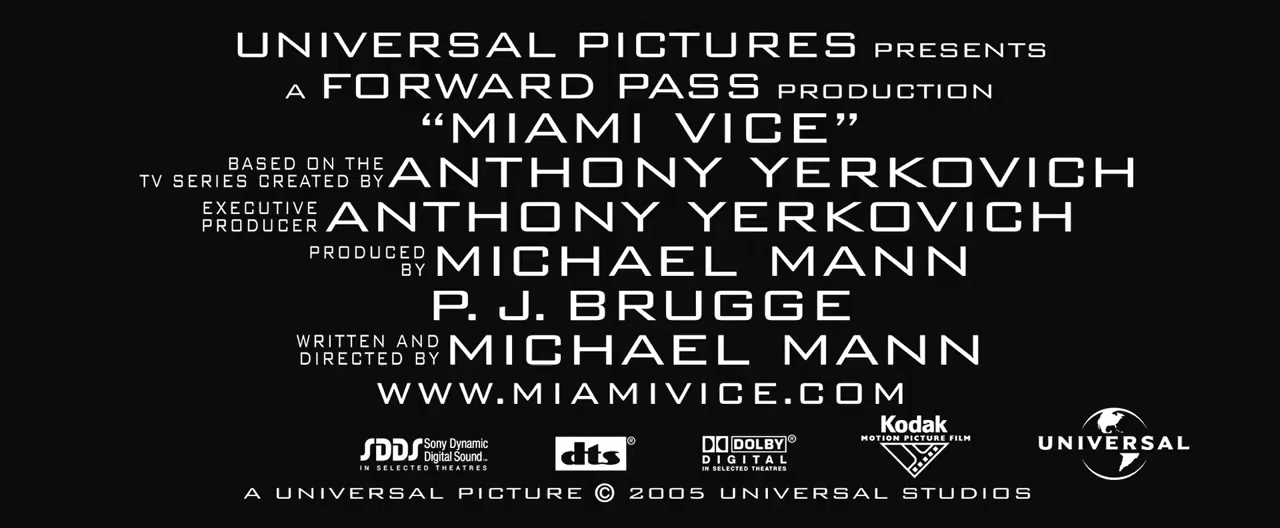 UNIVERSAL PICTURES PRESENTS
A FORWARD PASS PRODUCTION
“MIAMI VICE”
BASED ON THE
TV SERIES CREATED BY ANTHONY YERKOVICH
EXECUTIVE
PRODUCER ANTHONY YERKOVICH
PRODUCED
BY MICHAEL MANN
P. J. BRUGGE
WRITTEN AND
DIRECTED BY MICHAEL MANN
WWW.MIAMIVICE.COM
SDDS Sony Dynamic
Digital Sound™
IN SELECTED THEATRES
dts®
DOLBY®
DIGITAL
IN SELECTED THEATRES
Kodak
MOTION PICTURE FILM
UNIVERSAL
A UNIVERSAL PICTURE © 2005 UNIVERSAL STUDIOS